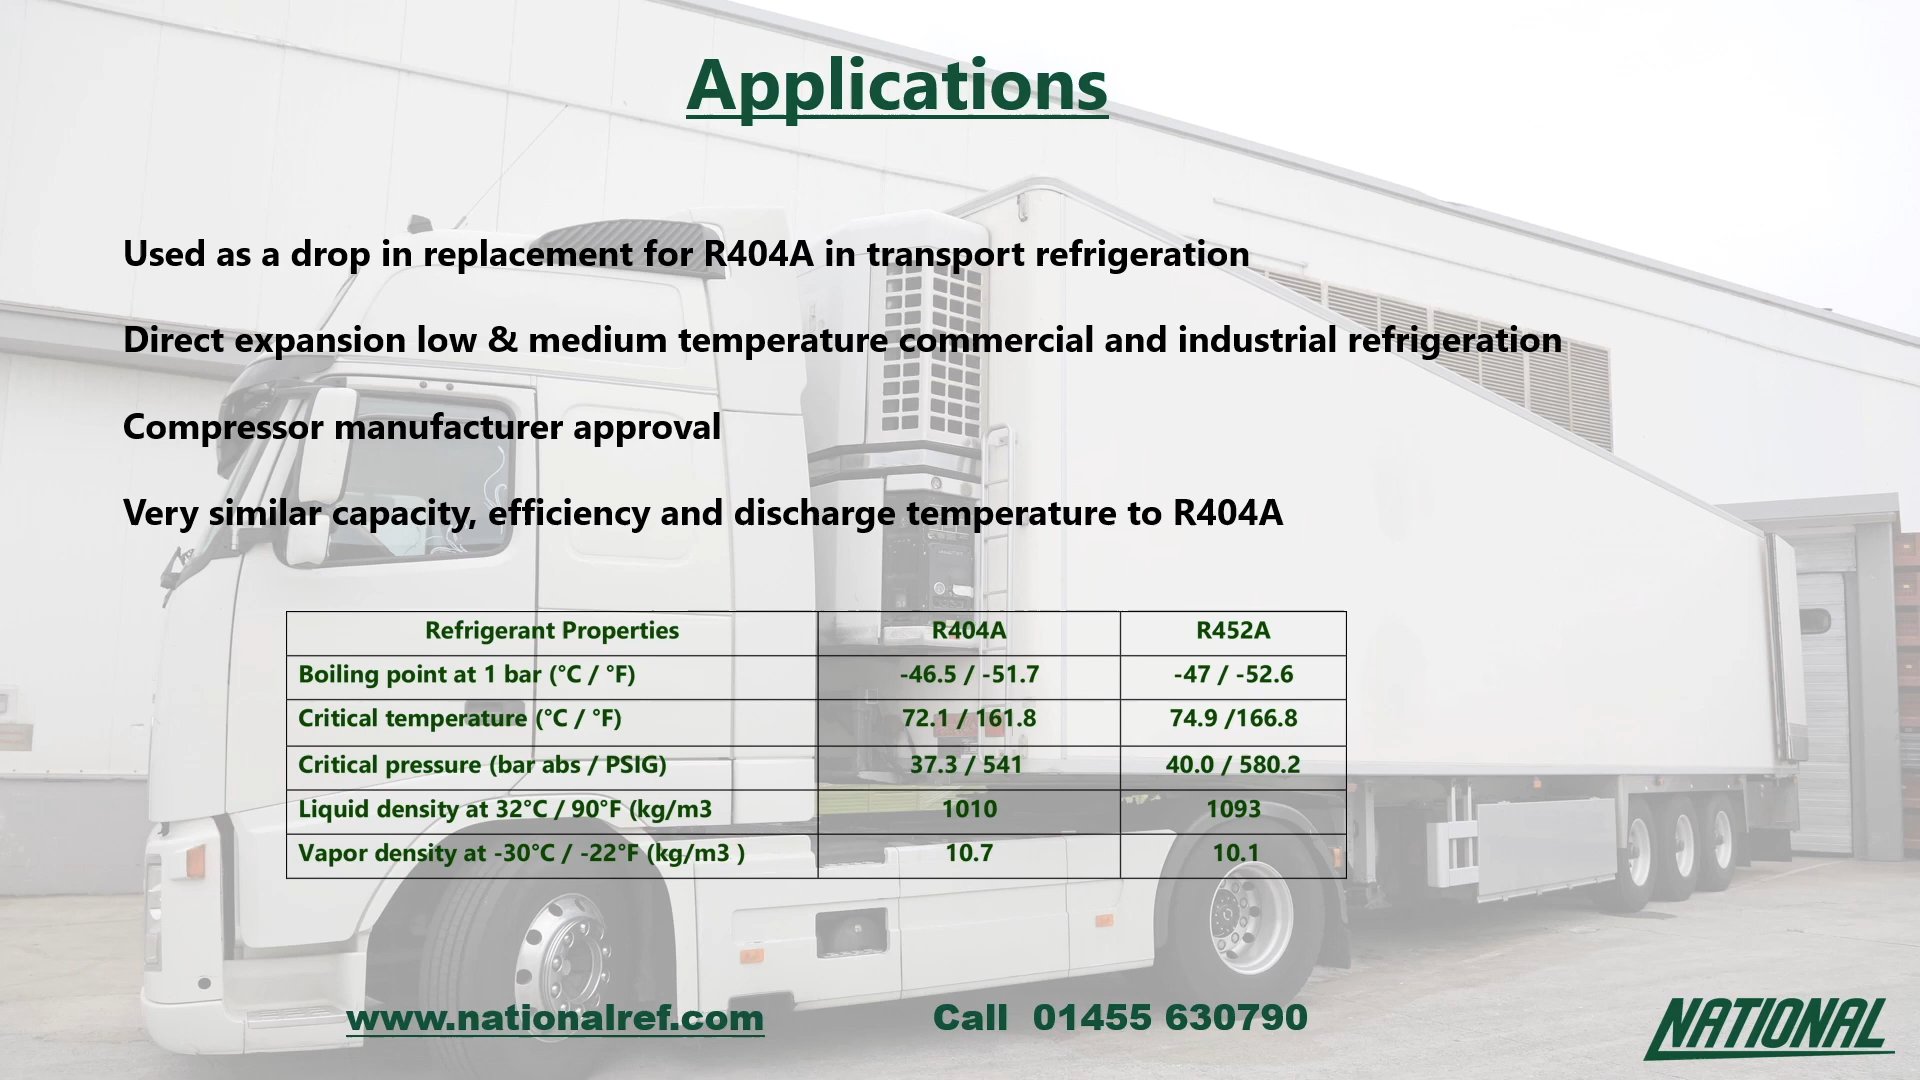 Applications
Used as a drop in replacement for R404A in transport refrigeration
Direct expansion low & medium temperature commercial and industrial refrigeration
Compressor manufacturer approval
Very similar capacity, efficiency and discharge temperature to R404A
Refrigerant Properties R404A R452A
Boiling point at 1 bar (°C / °F) -46.5 / -51.7 -47 / -52.6
Critical temperature (°C / °F) 72.1 / 161.8 74.9 /166.8
Critical pressure (bar abs / PSIG) 37.3 / 541 40.0 / 580.2
Liquid density at 32°C / 90°F (kg/m3 1010 1093
Vapor density at -30°C / -22°F (kg/m3 ) 10.7 10.1
www.nationalref.com Call 01455 630790
NATIONAL